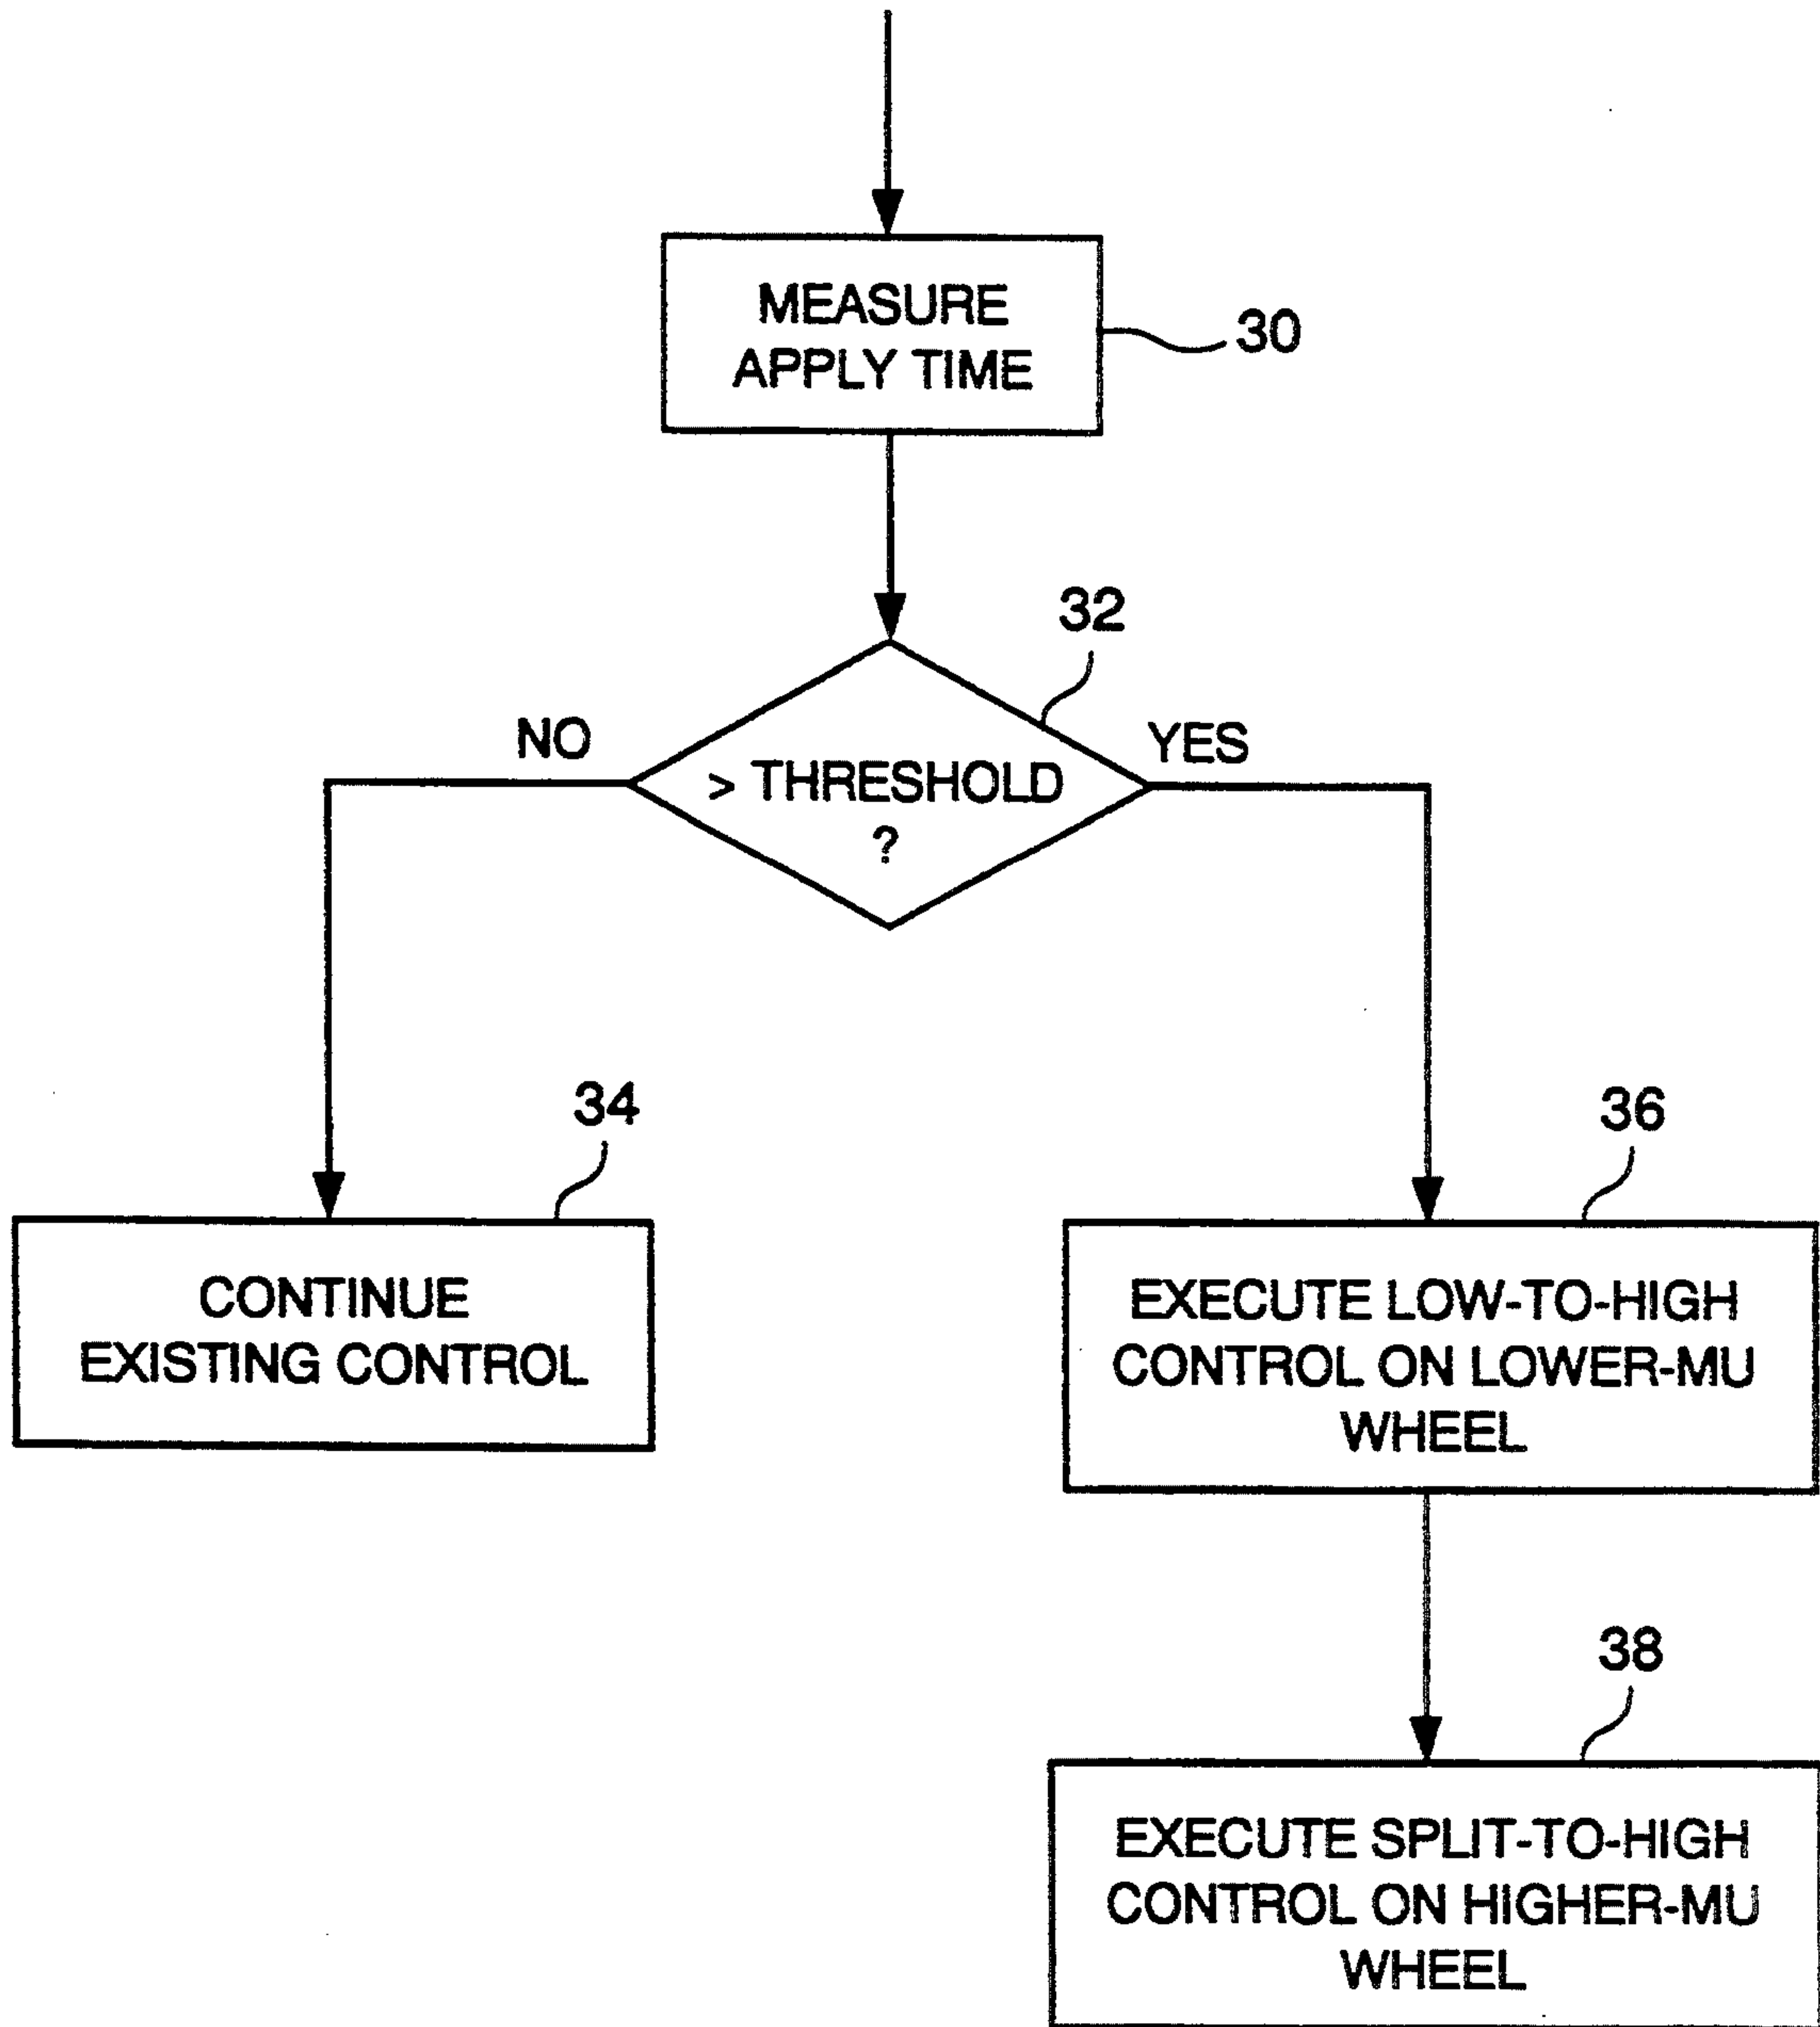 MEASURE
APPLY TIME
30
32
NO
YES
> THRESHOLD
?
34
36
CONTINUE
EXISTING CONTROL
EXECUTE LOW-TO-HIGH
CONTROL ON LOWER-MU
WHEEL
38
EXECUTE SPLIT-TO-HIGH
CONTROL ON HIGHER-MU
WHEEL